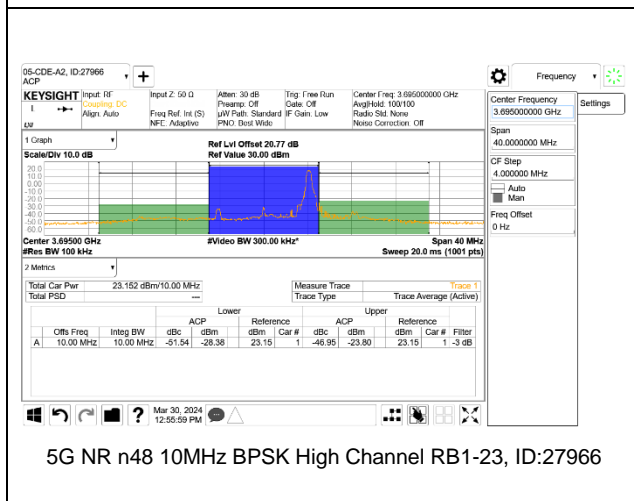 05-CDE-A2, ID:27966
ACP
Frequency
KEYSIGHT
Input: RF
Coupling: DC
Align: Auto
Input Z: 50 Ω
Freq Ref: Int (S)
NFE: Adaptive
Atten: 30 dB
Preamp: Off
µW Path: Standard
PNO: Best Wide
Trig: Free Run
Gate: Off
IF Gain: Low
Center Freq: 3.695000000 GHz
Avg|Hold: 100/100
Radio Std: None
Noise Correction: Off
L
Center Frequency
3.695000000 GHz
Settings
Span
40.0000000 MHz
CF Step
4.000000 MHz
Auto
Man
Freq Offset
0 Hz
1 Graph
Scale/Div 10.0 dB
Ref Lvl Offset 20.77 dB
Ref Value 30.00 dBm
20.0
10.0
0.00
-10.0
-20.0
-30.0
-40.0
-50.0
-60.0
Center 3.69500 GHz
#Video BW 300.00 kHz*
Span 40 MHz
#Res BW 100 kHz
Sweep 20.0 ms (1001 pts)
2 Metrics
Total Car Pwr 23.152 dBm/10.00 MHz
Total PSD ---
Measure Trace Trace 1
Trace Type Trace Average (Active)
Lower Upper
ACP Reference ACP Reference
Offs Freq Integ BW dBc dBm dBm Car # dBc dBm dBm Car # Filter
A 10.00 MHz 10.00 MHz -51.54 -28.38 23.15 1 -46.95 -23.80 23.15 1 -3 dB
Mar 30, 2024
12:55:59 PM
5G NR n48 10MHz BPSK High Channel RB1-23, ID:27966